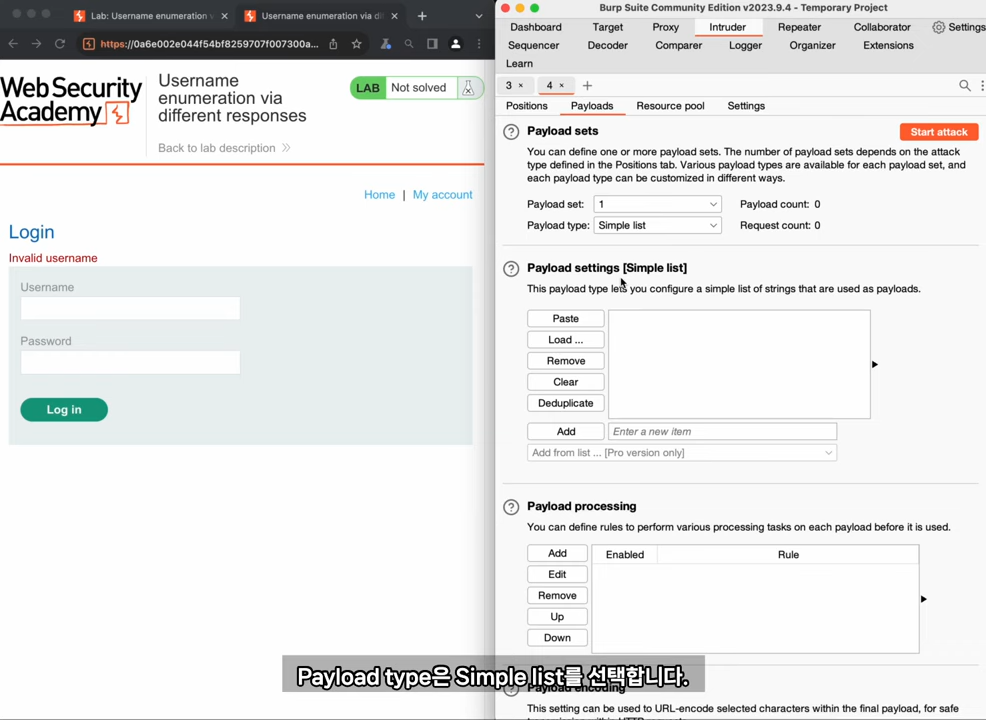 Lab: Username enumeration v
Username enumeration via di
https://0a6e002e044f54bf8259707f007300a...
Web Security
Academy
Username
enumeration via
different responses
LAB Not solved
Back to lab description
Home | My account
Login
Invalid username
Username
Password
Log in
Burp Suite Community Edition v2023.9.4 - Temporary Project
Dashboard Target Proxy Intruder Repeater Collaborator Settings
Sequencer Decoder Comparer Logger Organizer Extensions
Learn
3 × 4 × +
Positions Payloads Resource pool Settings
? Payload sets Start attack
You can define one or more payload sets. The number of payload sets depends on the attack
type defined in the Positions tab. Various payload types are available for each payload set, and
each payload type can be customized in different ways.
Payload set: 1 Payload count: 0
Payload type: Simple list Request count: 0
? Payload settings [Simple list]
This payload type lets you configure a simple list of strings that are used as payloads.
Paste
Load ...
Remove
Clear
Deduplicate
Add Enter a new item
Add from list ... [Pro version only]
? Payload processing
You can define rules to perform various processing tasks on each payload before it is used.
Add Enabled Rule
Edit
Remove
Up
Down
Payload type은 Simple list를 선택합니다.
? Payload encoding
This setting can be used to URL-encode selected characters within the final payload, for safe